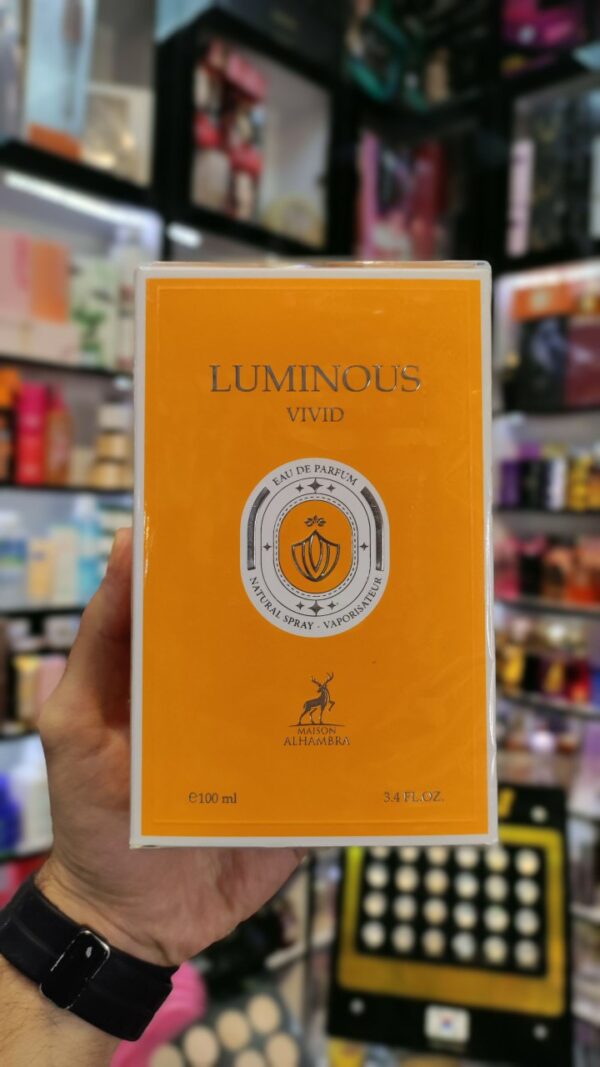 LUMINOUS
VIVID
EAU DE PARFUM
NATURAL SPRAY - VAPORISATEUR
MAISON
ALHAMBRA
℮100 ml
3.4 FL.OZ.